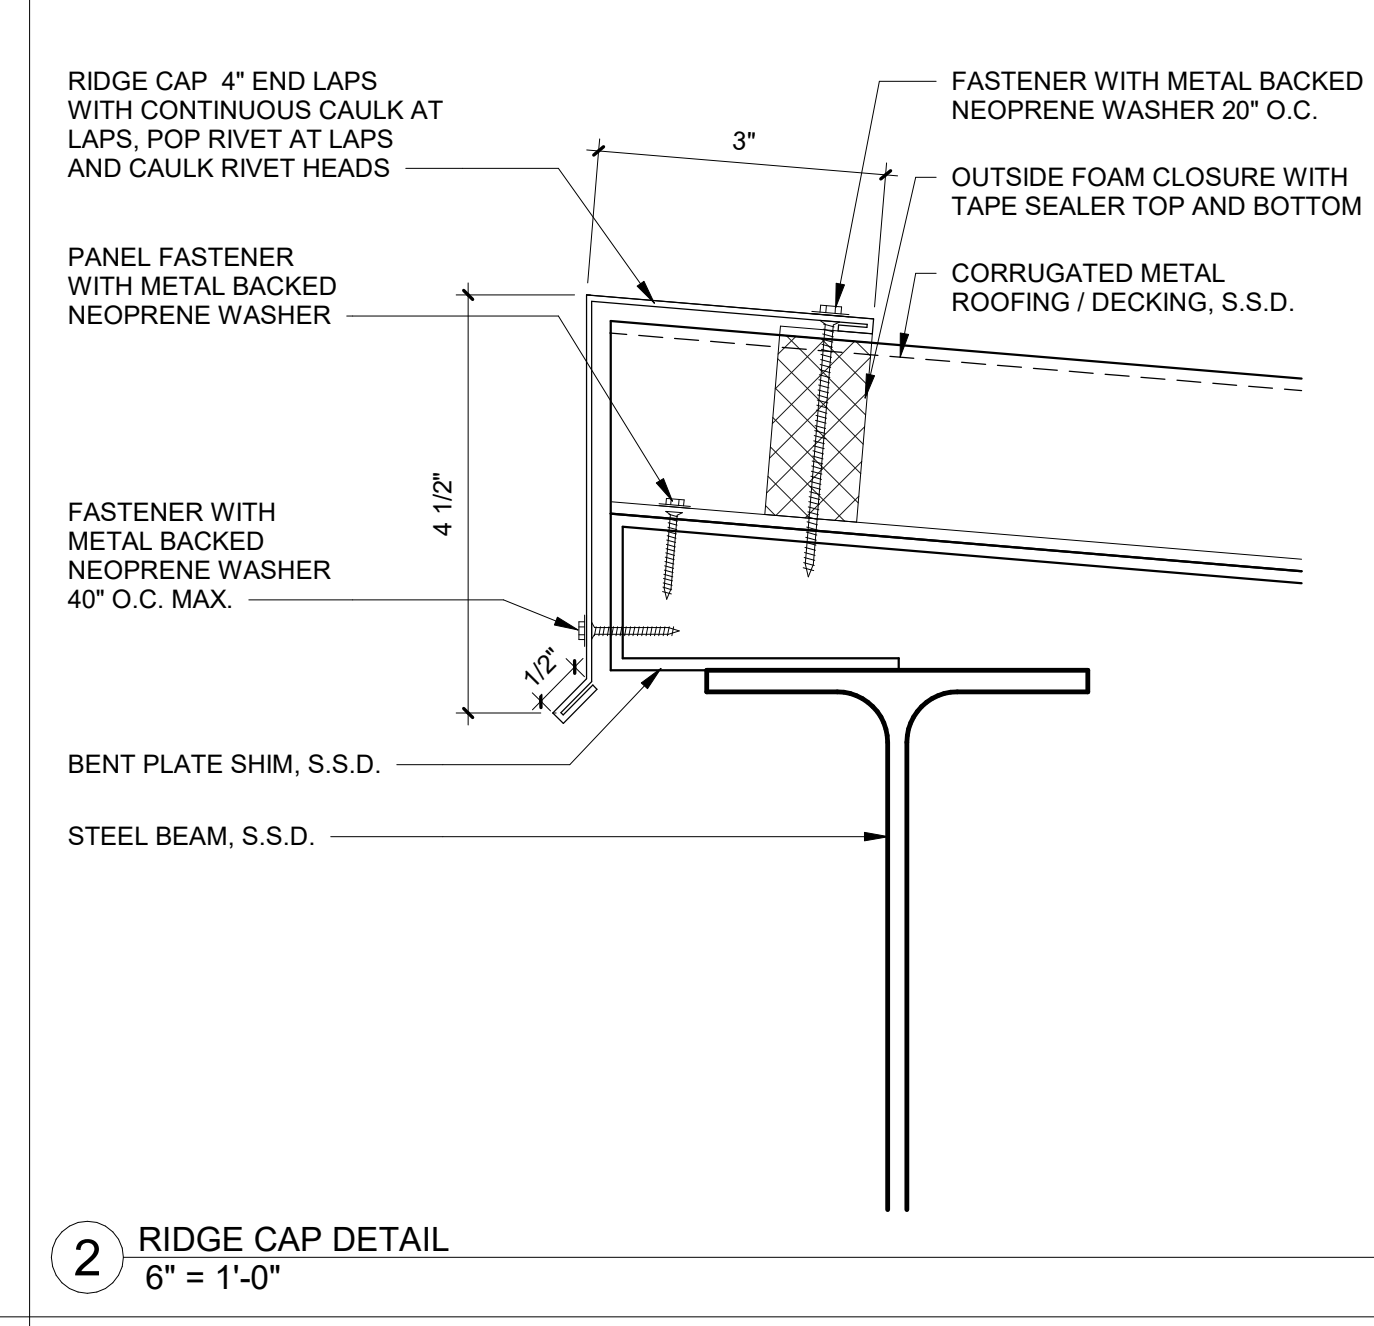 RIDGE CAP 4" END LAPS
WITH CONTINUOUS CAULK AT
LAPS, POP RIVET AT LAPS
AND CAULK RIVET HEADS
PANEL FASTENER
WITH METAL BACKED
NEOPRENE WASHER
FASTENER WITH
METAL BACKED
NEOPRENE WASHER
40" O.C. MAX.
BENT PLATE SHIM, S.S.D.
STEEL BEAM, S.S.D.
3"
4 1/2"
1/2"
FASTENER WITH METAL BACKED
NEOPRENE WASHER 20" O.C.
OUTSIDE FOAM CLOSURE WITH
TAPE SEALER TOP AND BOTTOM
CORRUGATED METAL
ROOFING / DECKING, S.S.D.
2
RIDGE CAP DETAIL
6" = 1'-0"